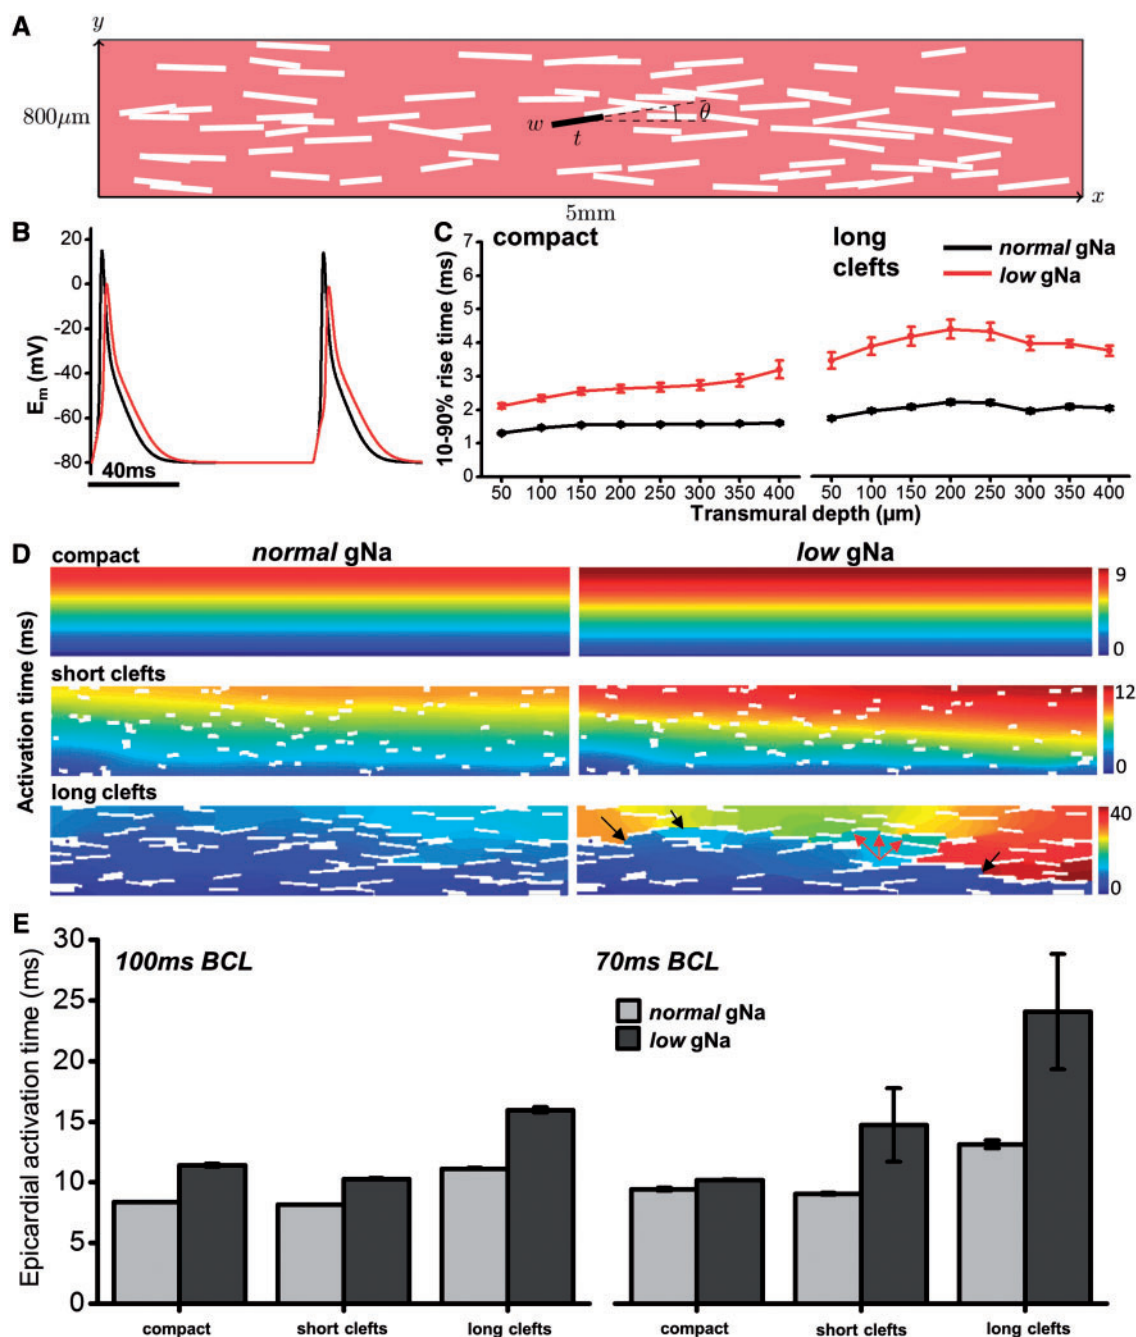 A
y
800μm
w
t
θ
x
5mm
B
20
0
-20
-40
-60
-80
Em (mV)
40ms
C
compact
long
clefts
normal gNa
low gNa
7
6
5
4
3
2
1
0
10-90% rise time (ms)
50 100 150 200 250 300 350 400
50 100 150 200 250 300 350 400
Transmural depth (μm)
D
compact
normal gNa
low gNa
9
0
short clefts
12
0
long clefts
40
0
Activation time (ms)
E
30
25
20
15
10
5
0
Epicardial activation time (ms)
100ms BCL
70ms BCL
normal gNa
low gNa
compact
short clefts
long clefts
compact
short clefts
long clefts